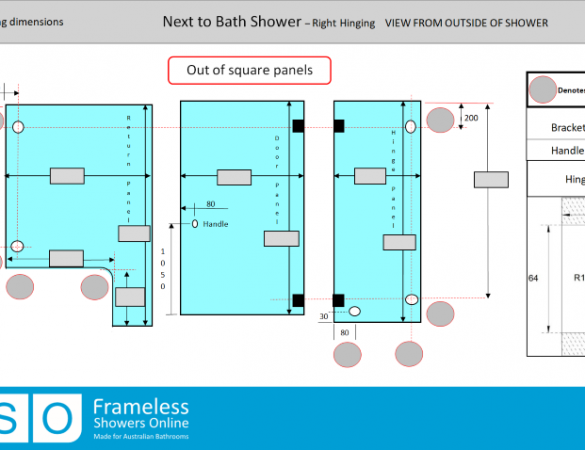 ng dimensions
Next to Bath Shower – Right Hinging VIEW FROM OUTSIDE OF SHOWER
Out of square panels
Denotes
Bracket
Handle
Hing
200
Return Panel
Door Panel
Hinge Panel
80
Handle
1050
30
80
64
R1
SO
Frameless
Showers Online
Made for Australian Bathrooms